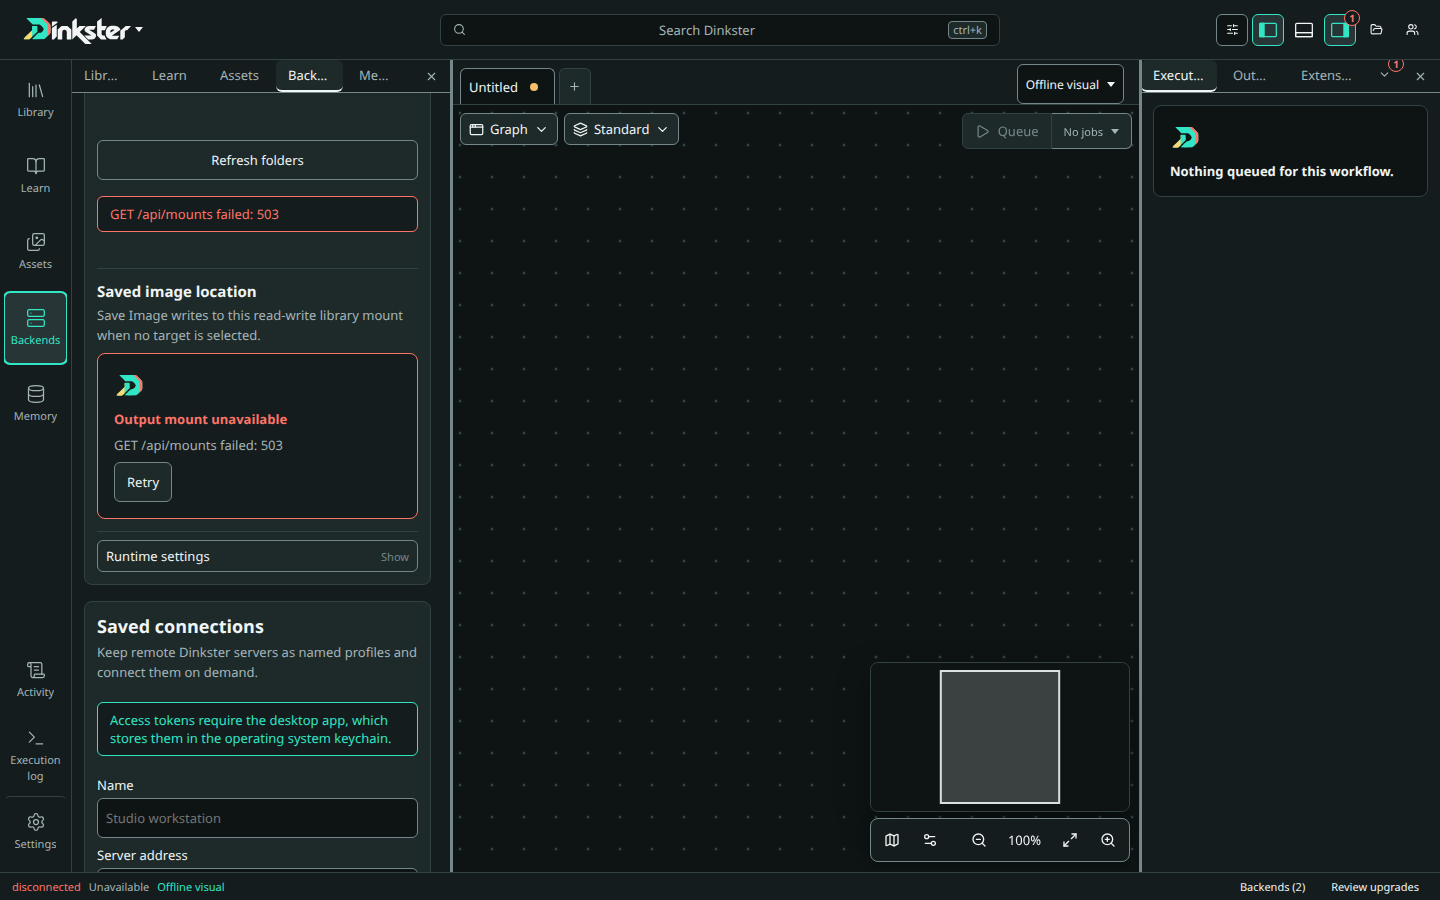 Dinkster
Search Dinkster
ctrl+k
1
Libr...
Learn
Assets
Back...
Me...
Untitled
Offline visual
Execut...
Out...
Extens...
1
Library
Learn
Assets
Backends
Memory
Activity
Execution
log
Settings
Refresh folders
GET /api/mounts failed: 503
Saved image location
Save Image writes to this read-write library mount
when no target is selected.
Output mount unavailable
GET /api/mounts failed: 503
Retry
Runtime settings
Show
Saved connections
Keep remote Dinkster servers as named profiles and
connect them on demand.
Access tokens require the desktop app, which
stores them in the operating system keychain.
Name
Studio workstation
Server address
Graph
Standard
Queue
No jobs
100%
Nothing queued for this workflow.
disconnected
Unavailable
Offline visual
Backends (2)
Review upgrades